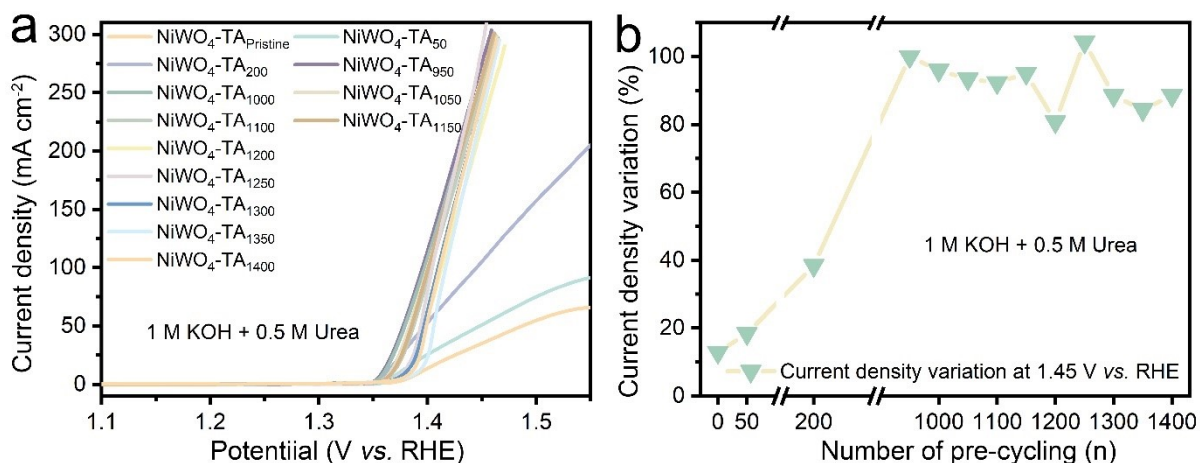 a
Current density (mA cm⁻²)
300
250
200
150
100
50
0
NiWO₄-TA_Pristine
NiWO₄-TA₂₀₀
NiWO₄-TA₁₀₀₀
NiWO₄-TA₁₁₀₀
NiWO₄-TA₁₂₀₀
NiWO₄-TA₁₂₅₀
NiWO₄-TA₁₃₀₀
NiWO₄-TA₁₃₅₀
NiWO₄-TA₁₄₀₀
NiWO₄-TA₅₀
NiWO₄-TA₉₅₀
NiWO₄-TA₁₀₅₀
NiWO₄-TA₁₁₅₀
1 M KOH + 0.5 M Urea
1.1 1.2 1.3 1.4 1.5
Potentiial (V vs. RHE)
b
Current density variation (%)
100
80
60
40
20
0
1 M KOH + 0.5 M Urea
Current density variation at 1.45 V vs. RHE
0 50 200 1000 1100 1200 1300 1400
Number of pre-cycling (n)